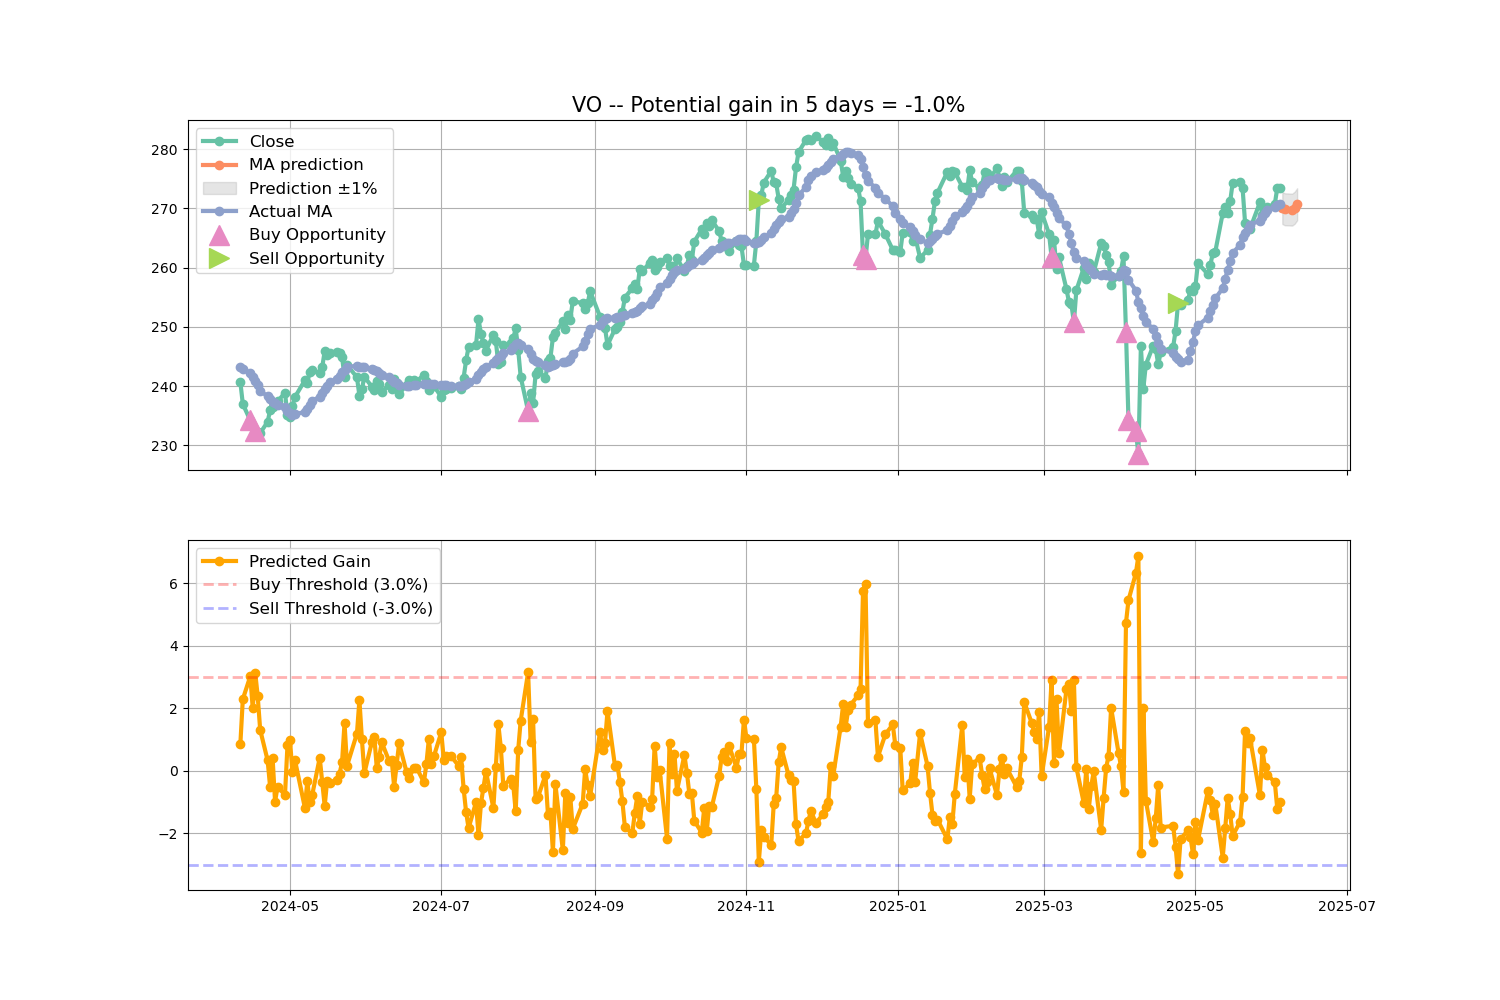 VO -- Potential gain in 5 days = -1.0%
Close
MA prediction
Prediction ±1%
Actual MA
Buy Opportunity
Sell Opportunity
280
270
260
250
240
230
Predicted Gain
Buy Threshold (3.0%)
Sell Threshold (-3.0%)
6
4
2
0
−2
2024-05 2024-07 2024-09 2024-11 2025-01 2025-03 2025-05 2025-07